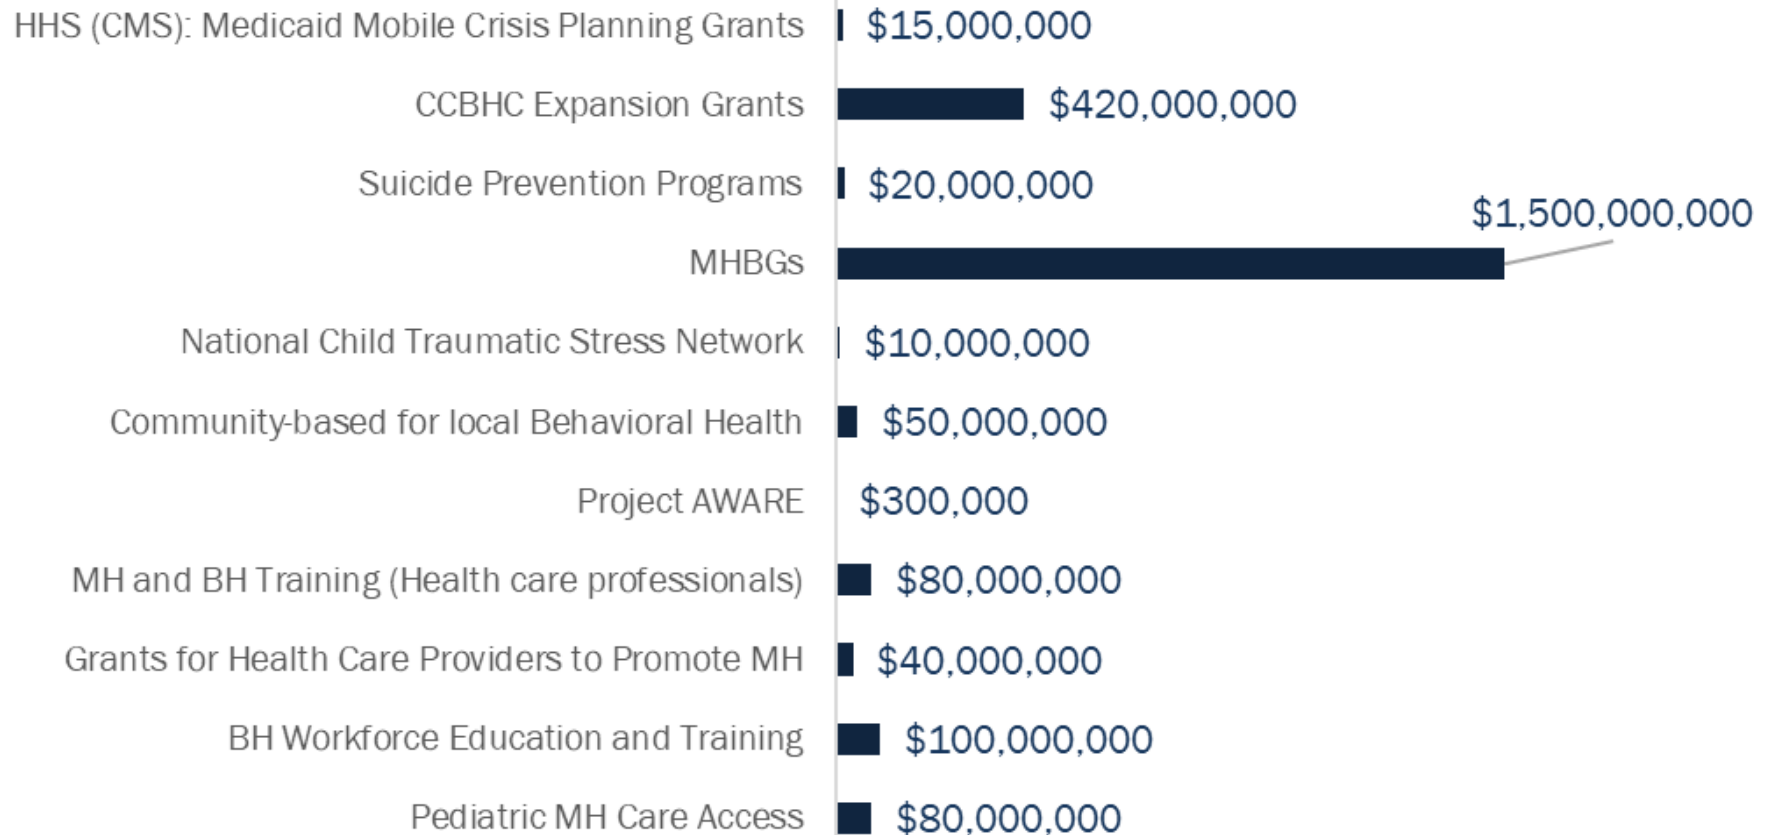 HHS (CMS): Medicaid Mobile Crisis Planning Grants $15,000,000
CCBHC Expansion Grants $420,000,000
Suicide Prevention Programs $20,000,000
$1,500,000,000
MHBGs
National Child Traumatic Stress Network $10,000,000
Community-based for local Behavioral Health $50,000,000
Project AWARE $300,000
MH and BH Training (Health care professionals) $80,000,000
Grants for Health Care Providers to Promote MH $40,000,000
BH Workforce Education and Training $100,000,000
Pediatric MH Care Access $80,000,000